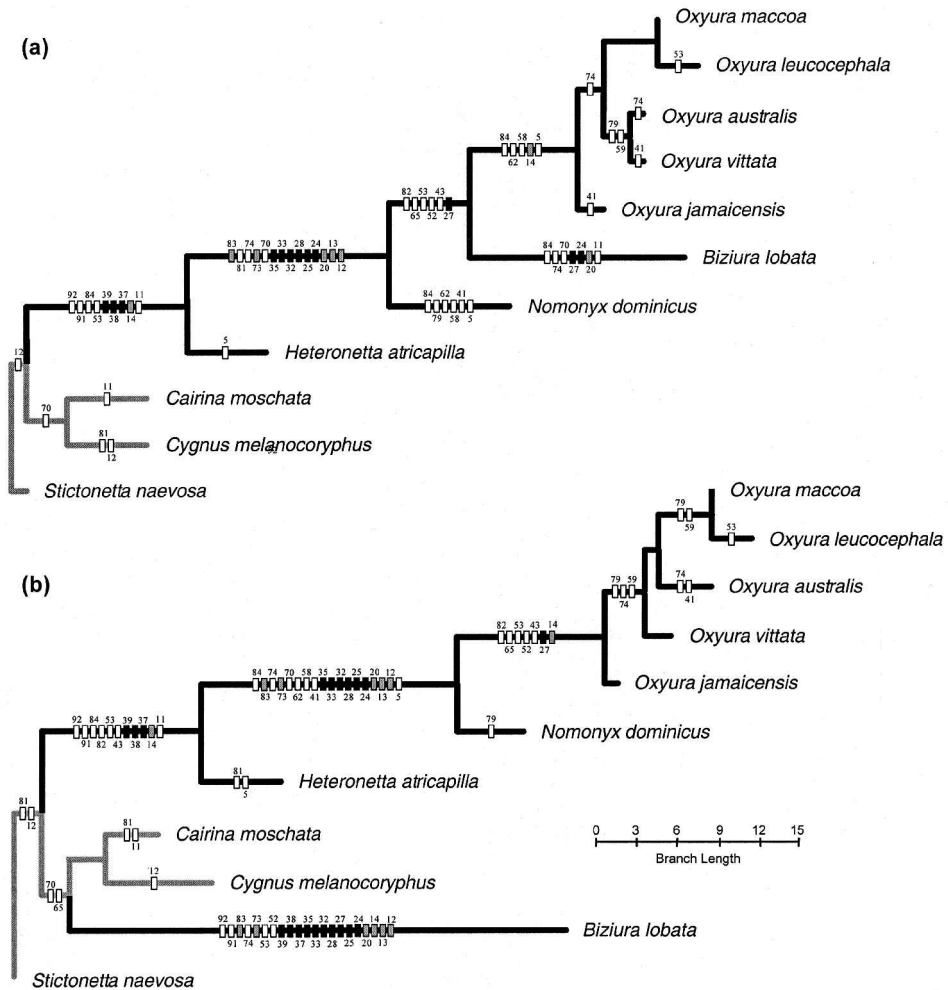 (a)
Oxyura maccoa
53
Oxyura leucocephala
74
74
Oxyura australis
79
59
41
Oxyura vittata
84 58 5
62 14
41
Oxyura jamaicensis
82 53 43
65 52 27
84 70 24 11
74 27 20
Biziura lobata
83 74 70 33 28 24 13
81 73 35 32 25 20 12
84 62 41
79 58 5
Nomonyx dominicus
92 84 39 37 11
91 53 38 14
5
Heteronetta atricapilla
12
11
Cairina moschata
70
81
12
Cygnus melanocoryphus
Stictonetta naevosa
(b)
Oxyura maccoa
79
59
53
Oxyura leucocephala
79 59
74
74
41
Oxyura australis
82 53 43 14
65 52 27
Oxyura vittata
84 74 70 58 35 32 25 20 12
83 73 62 41 33 28 24 13 5
Oxyura jamaicensis
92 84 53 39 37 11
91 82 43 38 14
79
Nomonyx dominicus
81
5
Heteronetta atricapilla
81
12
81
11
Cairina moschata
0 3 6 9 12 15
Branch Length
70
65
12
Cygnus melanocoryphus
92 83 73 52 38 35 32 27 24 14 12
91 74 53 39 37 33 28 25 20 13
Biziura lobata
Stictonetta naevosa